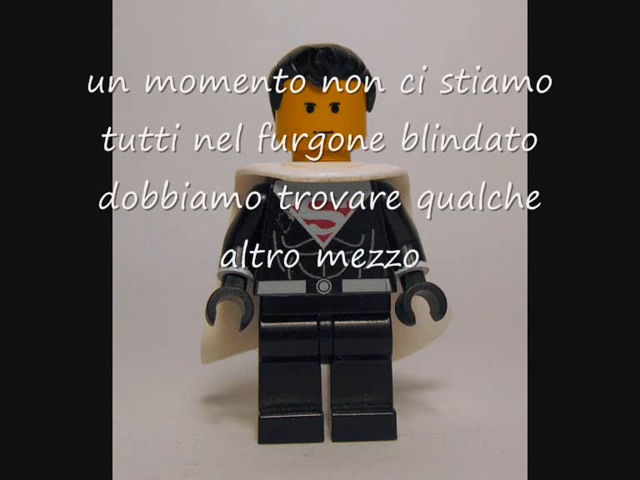 un momento non ci stiamo
tutti nel furgone blindato
dobbiamo trovare qualche
altro mezzo